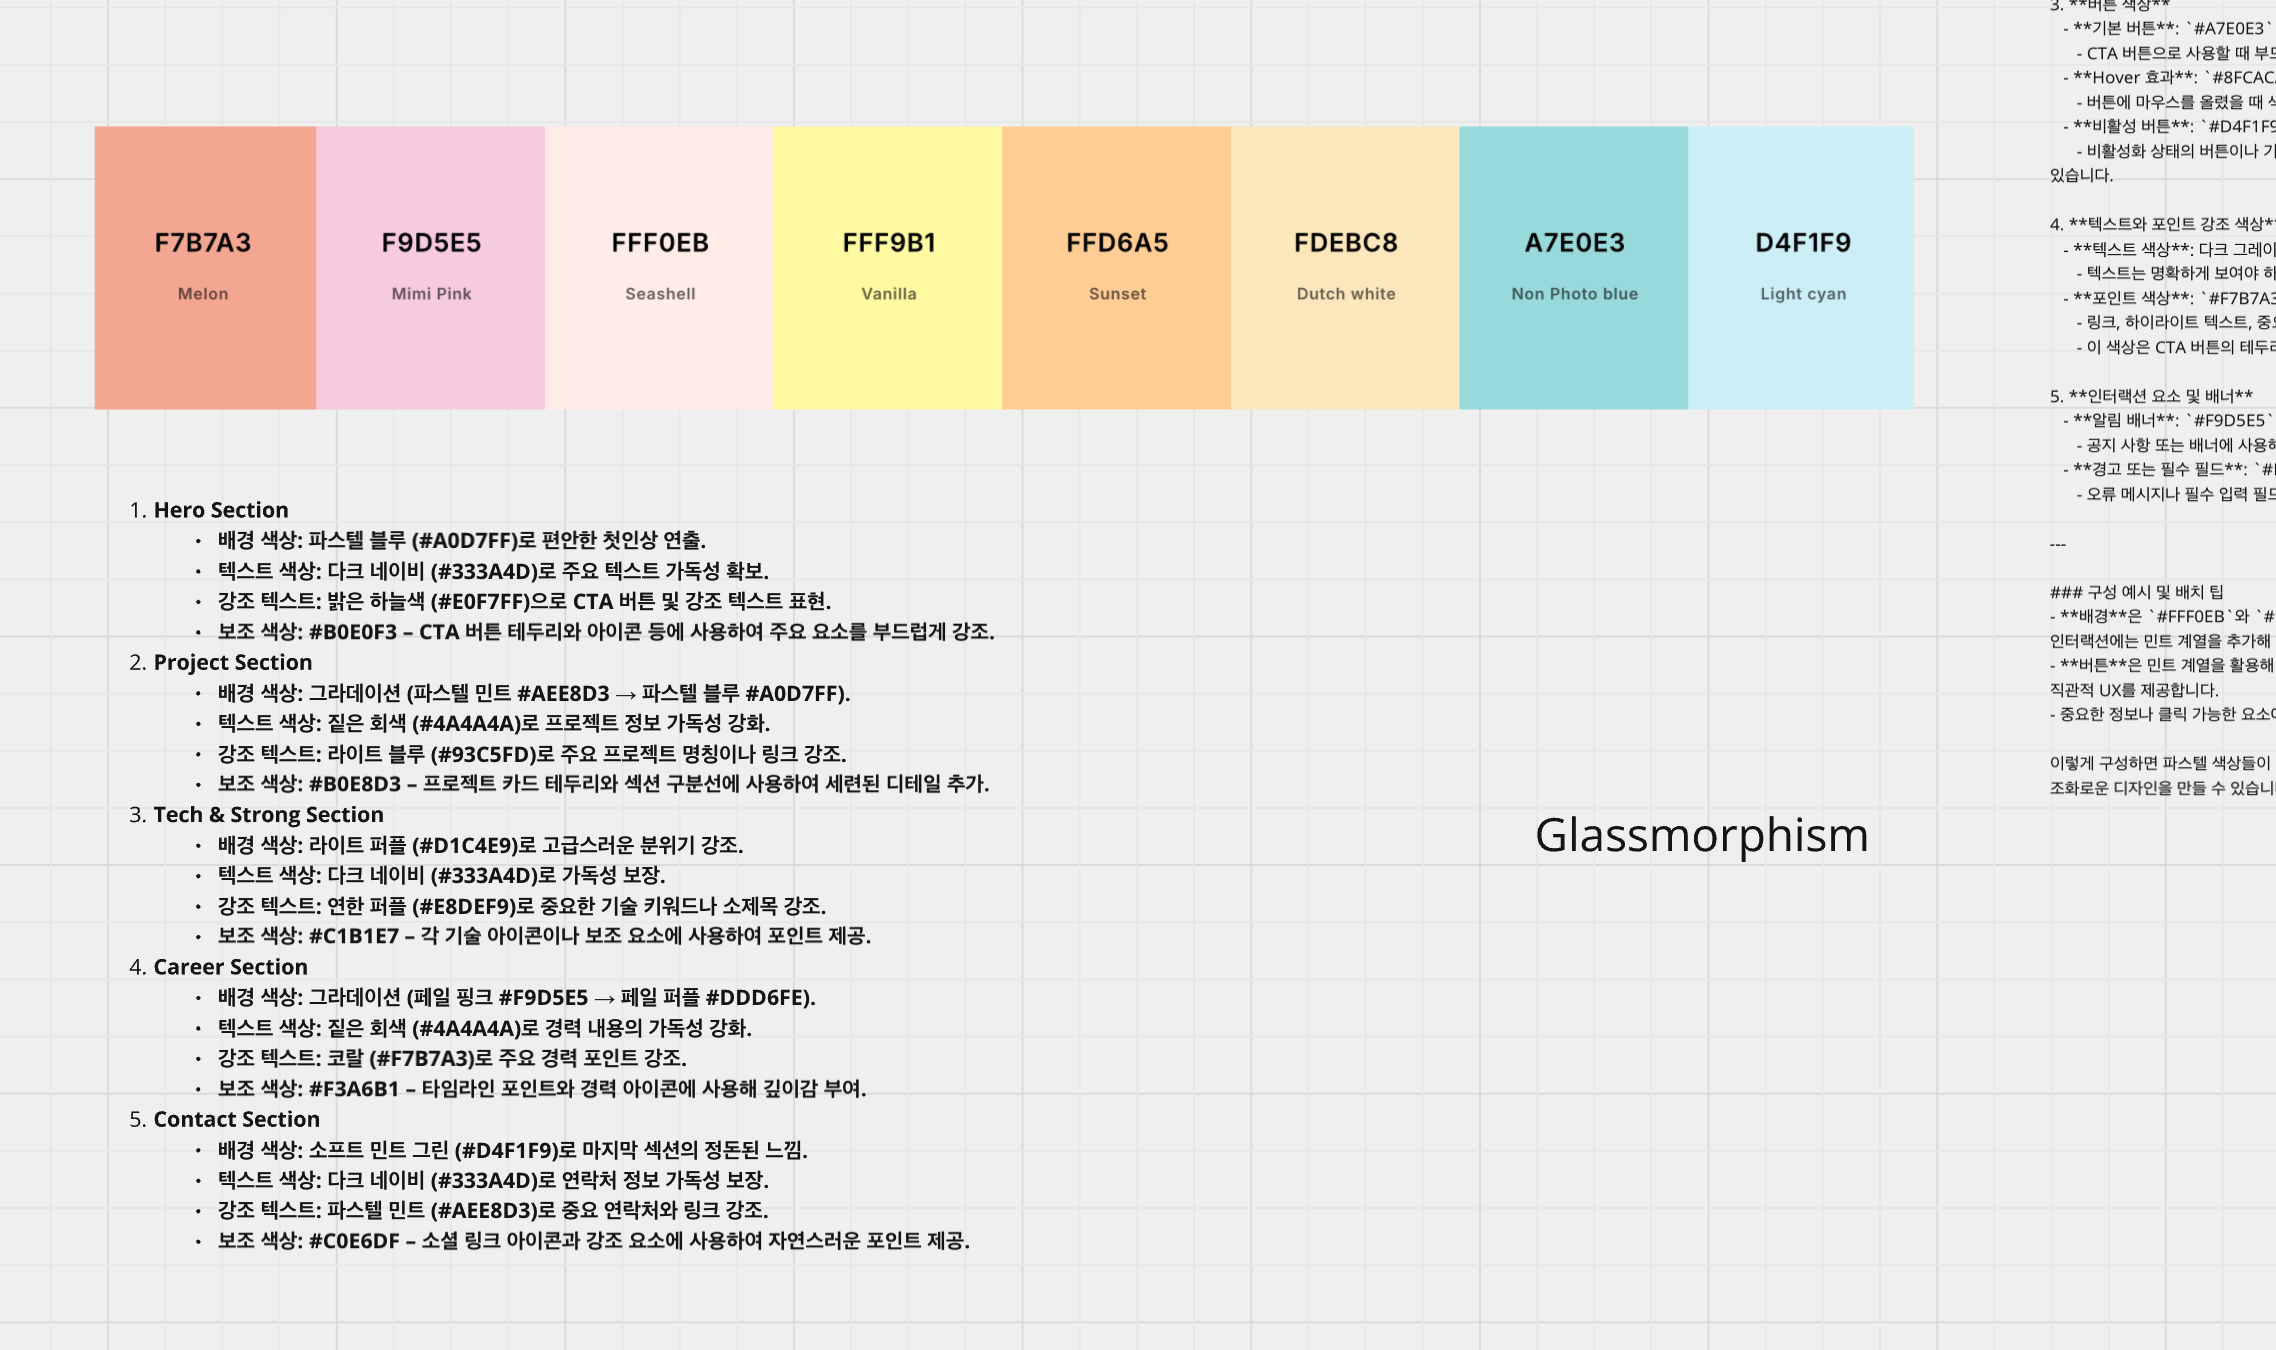 F7B7A3
Melon
F9D5E5
Mimi Pink
FFF0EB
Seashell
FFF9B1
Vanilla
FFD6A5
Sunset
FDEBC8
Dutch white
A7E0E3
Non Photo blue
D4F1F9
Light cyan
1. Hero Section
• 배경 색상: 파스텔 블루 (#A0D7FF)로 편안한 첫인상 연출.
• 텍스트 색상: 다크 네이비 (#333A4D)로 주요 텍스트 가독성 확보.
• 강조 텍스트: 밝은 하늘색 (#E0F7FF)으로 CTA 버튼 및 강조 텍스트 표현.
• 보조 색상: #B0E0F3 – CTA 버튼 테두리와 아이콘 등에 사용하여 주요 요소를 부드럽게 강조.
2. Project Section
• 배경 색상: 그라데이션 (파스텔 민트 #AEE8D3 → 파스텔 블루 #A0D7FF).
• 텍스트 색상: 짙은 회색 (#4A4A4A)로 프로젝트 정보 가독성 강화.
• 강조 텍스트: 라이트 블루 (#93C5FD)로 주요 프로젝트 명칭이나 링크 강조.
• 보조 색상: #B0E8D3 – 프로젝트 카드 테두리와 섹션 구분선에 사용하여 세련된 디테일 추가.
3. Tech & Strong Section
• 배경 색상: 라이트 퍼플 (#D1C4E9)로 고급스러운 분위기 강조.
• 텍스트 색상: 다크 네이비 (#333A4D)로 가독성 보장.
• 강조 텍스트: 연한 퍼플 (#E8DEF9)로 중요한 기술 키워드나 소제목 강조.
• 보조 색상: #C1B1E7 – 각 기술 아이콘이나 보조 요소에 사용하여 포인트 제공.
4. Career Section
• 배경 색상: 그라데이션 (페일 핑크 #F9D5E5 → 페일 퍼플 #DDD6FE).
• 텍스트 색상: 짙은 회색 (#4A4A4A)로 경력 내용의 가독성 강화.
• 강조 텍스트: 코랄 (#F7B7A3)로 주요 경력 포인트 강조.
• 보조 색상: #F3A6B1 – 타임라인 포인트와 경력 아이콘에 사용해 깊이감 부여.
5. Contact Section
• 배경 색상: 소프트 민트 그린 (#D4F1F9)로 마지막 섹션의 정돈된 느낌.
• 텍스트 색상: 다크 네이비 (#333A4D)로 연락처 정보 가독성 보장.
• 강조 텍스트: 파스텔 민트 (#AEE8D3)로 중요 연락처와 링크 강조.
• 보조 색상: #C0E6DF – 소셜 링크 아이콘과 강조 요소에 사용하여 자연스러운 포인트 제공.
Glassmorphism
3. **버튼 색상**
- **기본 버튼**: `#A7E0E3`
- CTA 버튼으로 사용할 때
- **Hover 효과**:
- 버튼에 마우스를 올렸을 때
- **비활성 버튼**: `#D4F1F9
- 비활성화 상태의 버튼이나
있습니다.
4. **텍스트와 포인트 강조 색상**
- **텍스트 색상**: 다크 그레이
- 텍스트는 명확하게 보여야
- **포인트 색상**: `#F7B7A3
- 링크, 하이라이트 텍스트,
- 이 색상은 CTA 버튼의
5. **인터랙션 요소 및 배너**
- **알림 배너**: `#F9D5E5`
- 공지 사항 또는 배너에
- **경고 또는 필수 필드**:
- 오류 메시지나 필수 입력
---
### 구성 예시 및 배치 팁
- **배경**은 `#FFF0EB`와
인터랙션에는 민트 계열을 추가해
- **버튼**은 민트 계열을 활용해
직관적 UX를 제공합니다.
- 중요한 정보나 클릭 가능한
이렇게 구성하면 파스텔 색상들이
조화로운 디자인을 만들 수